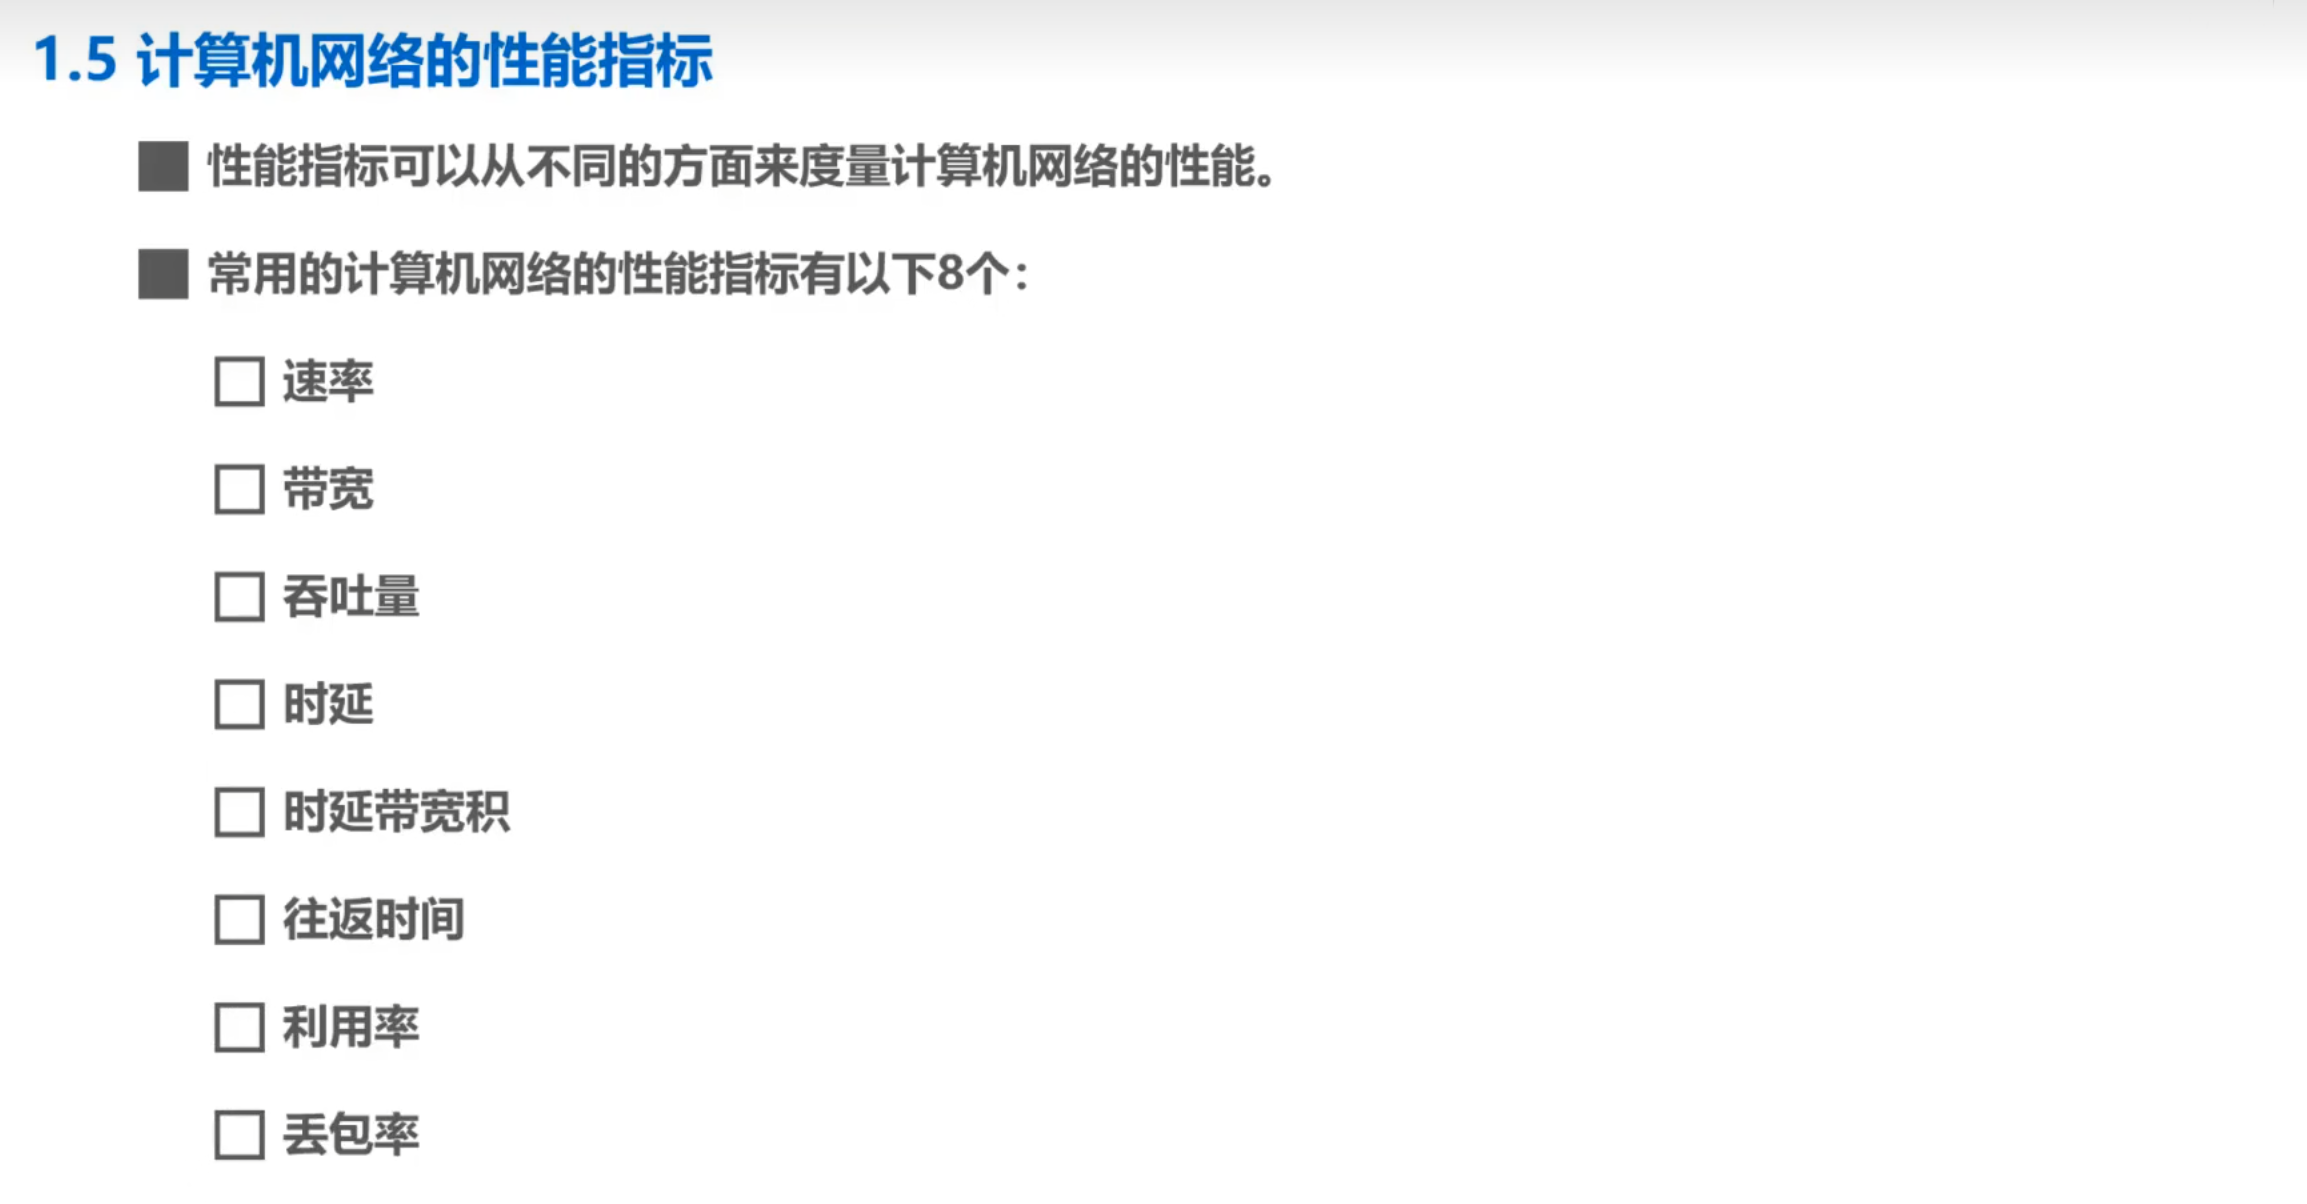 1.5 计算机网络的性能指标
性能指标可以从不同的方面来度量计算机网络的性能。
常用的计算机网络的性能指标有以下8个：
速率
带宽
吞吐量
时延
时延带宽积
往返时间
利用率
丢包率